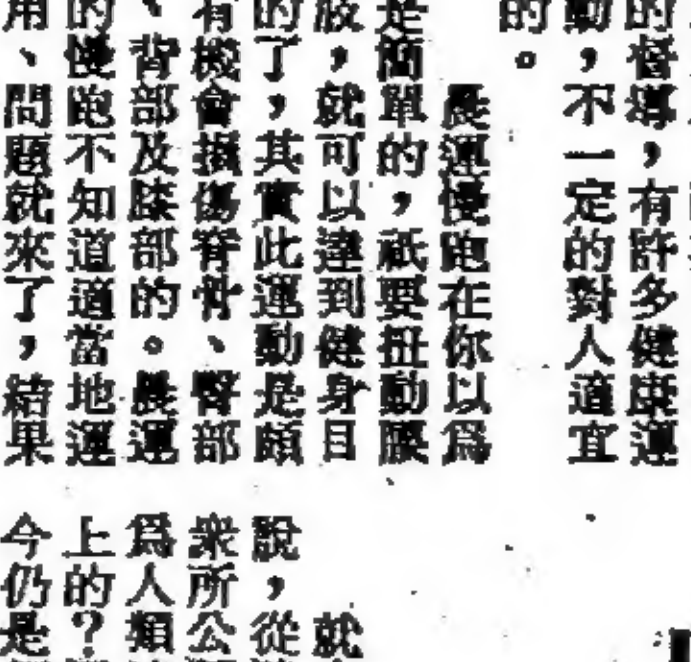 的督導,有許多健康運
動,不一定的對人適宜
的。
晨運慢跑在你以為
是簡單的,祇要扭動腰
肢,就可以達到健身目
的了,其實此運動是頗
有機會損傷脊骨、臀部
、背部及膝部的。晨運
的慢跑不知道適當地運
用、問題就來了,結果
就
說,從
衆所公
爲人類
上的?
今仍是